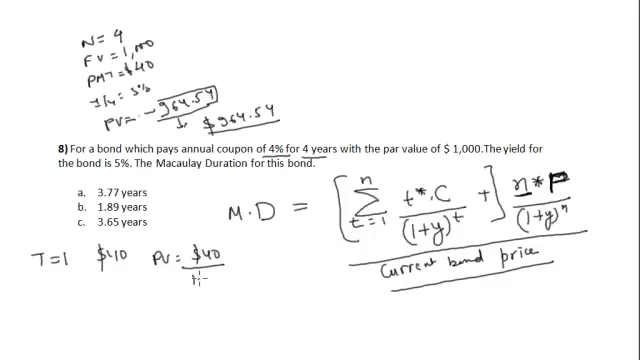 N = 4
FV = 1,000
PMT = $40
I/Y = 5%
PV = - 964.54
$964.54
8) For a bond which pays annual coupon of 4% for 4 years with the par value of $ 1,000.The yield for
the bond is 5%. The Macaulay Duration for this bond.
a. 3.77 years
b. 1.89 years
c. 3.65 years
M.D = [ n Σ t=1 t*.C / (1+y)^t + ] n * P / (1+y)^n
Current bond price
T=1 $40 PV = $40